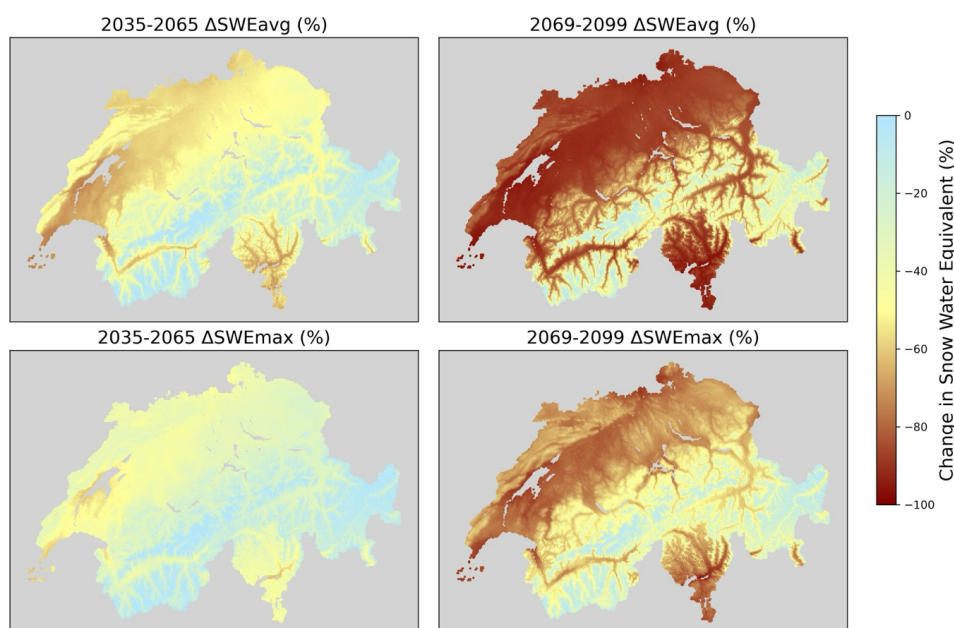 2035-2065 ΔSWEavg (%)
2069-2099 ΔSWEavg (%)
2035-2065 ΔSWEmax (%)
2069-2099 ΔSWEmax (%)
0
−20
−40
−60
−80
−100
Change in Snow Water Equivalent (%)